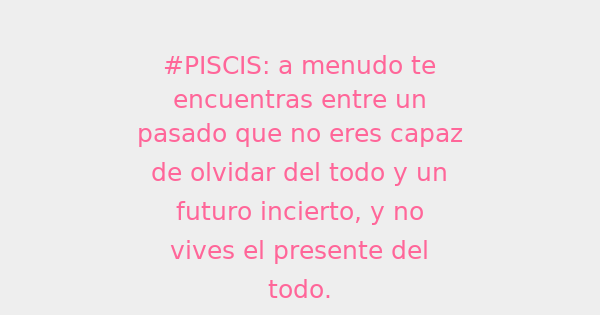 #PISCIS: a menudo te
encuentras entre un
pasado que no eres capaz
de olvidar del todo y un
futuro incierto, y no
vives el presente del
todo.